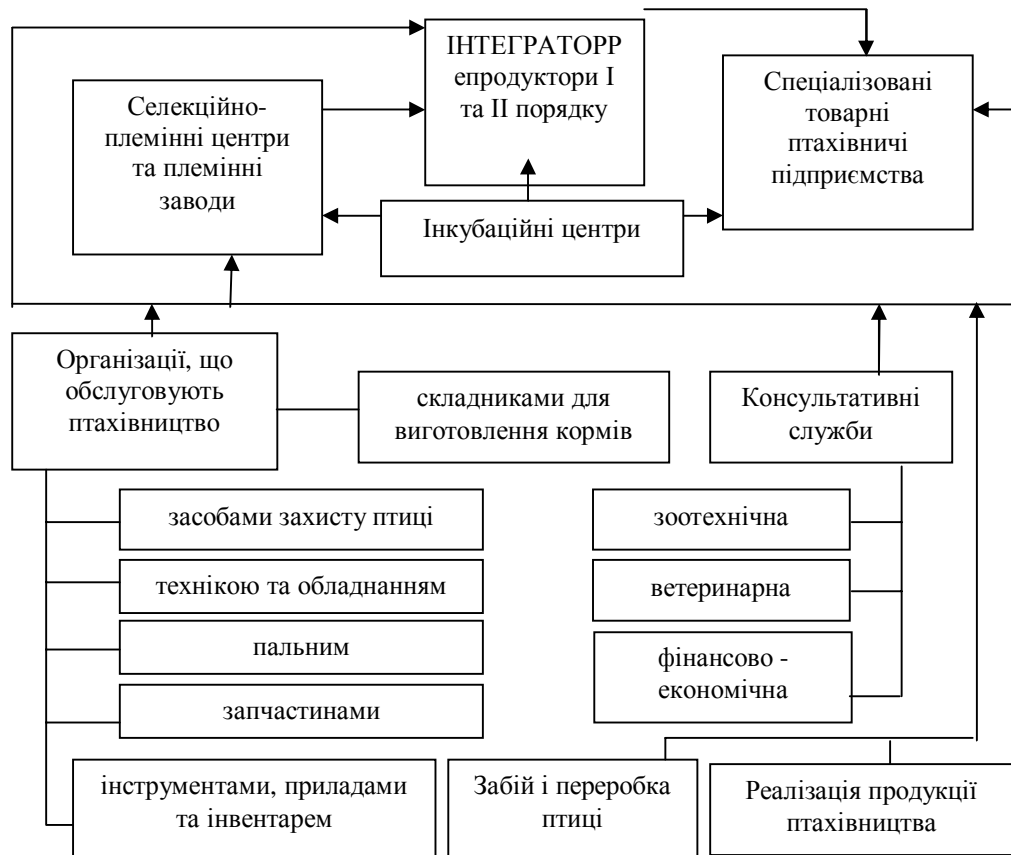 ІНТЕГРАТОРР
епродуктори І
та ІІ порядку
Селекційно-
племінні центри
та племінні
заводи
Спеціалізовані
товарні
птахівничі
підприємства
Інкубаційні центри
Організації, що
обслуговують
птахівництво
складниками для
виготовлення кормів
Консультативні
служби
засобами захисту птиці
технікою та обладнанням
пальним
запчастинами
інструментами, приладами
та інвентарем
зоотехнічна
ветеринарна
фінансово -
економічна
Забій і переробка
птиці
Реалізація продукції
птахівництва